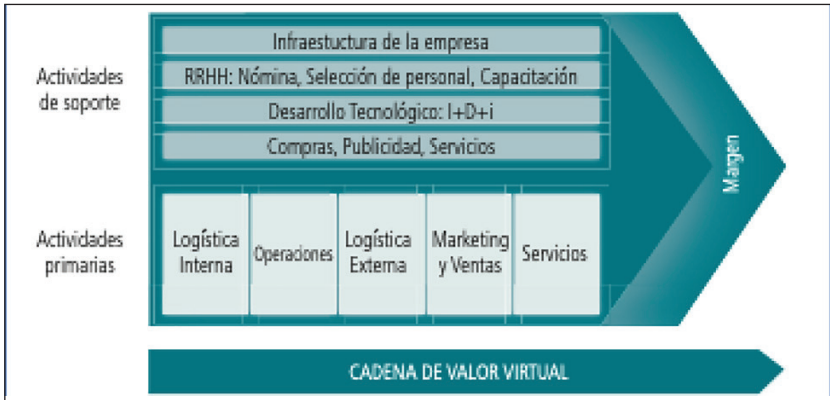 Actividades
de soporte
Infraestuctura de la empresa
RRHH: Nómina, Selección de personal, Capacitación
Desarrollo Tecnológico: I+D+i
Compras, Publicidad, Servicios
Margen
Actividades
primarias
Logística
Interna
Operaciones
Logística
Externa
Marketing
y Ventas
Servicios
CADENA DE VALOR VIRTUAL